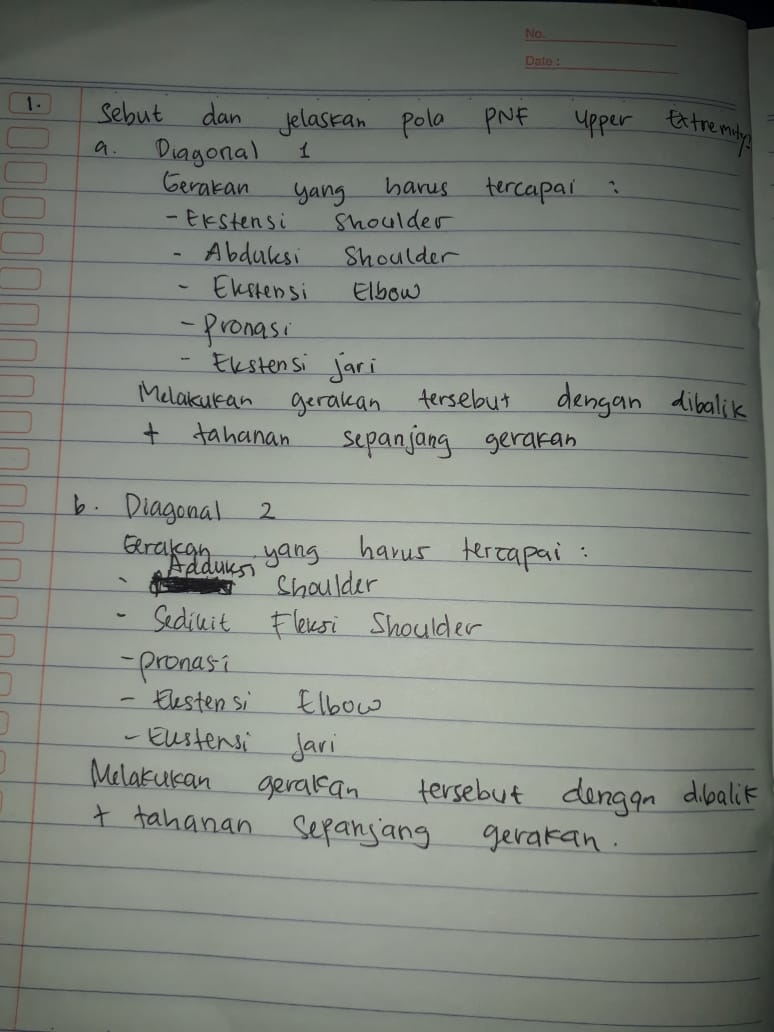 No.
Date :
1. Sebut dan jelaskan pola PNF Upper Extremity?
a. Diagonal 1
Gerakan yang harus tercapai :
- Ekstensi Shoulder
- Abduksi Shoulder
- Ekstensi Elbow
- Pronasi
- Ekstensi jari
Melakukan gerakan tersebut dengan dibalik
+ tahanan sepanjang gerakan
b. Diagonal 2
Gerakan yang harus tercapai :
- Adduksi Shoulder
- Sedikit Fleksi Shoulder
- pronasi
- Ekstensi Elbow
- Ekstensi Jari
Melakukan gerakan tersebut dengan dibalik
+ tahanan sepanjang gerakan.